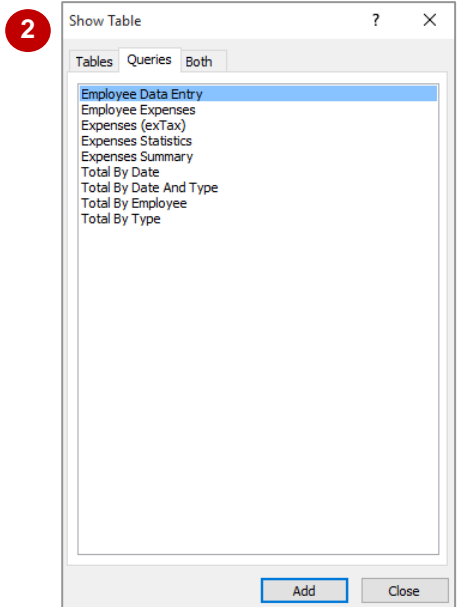 2
Show Table ? ×
Tables Queries Both
Employee Data Entry
Employee Expenses
Expenses (exTax)
Expenses Statistics
Expenses Summary
Total By Date
Total By Date And Type
Total By Employee
Total By Type
Add Close